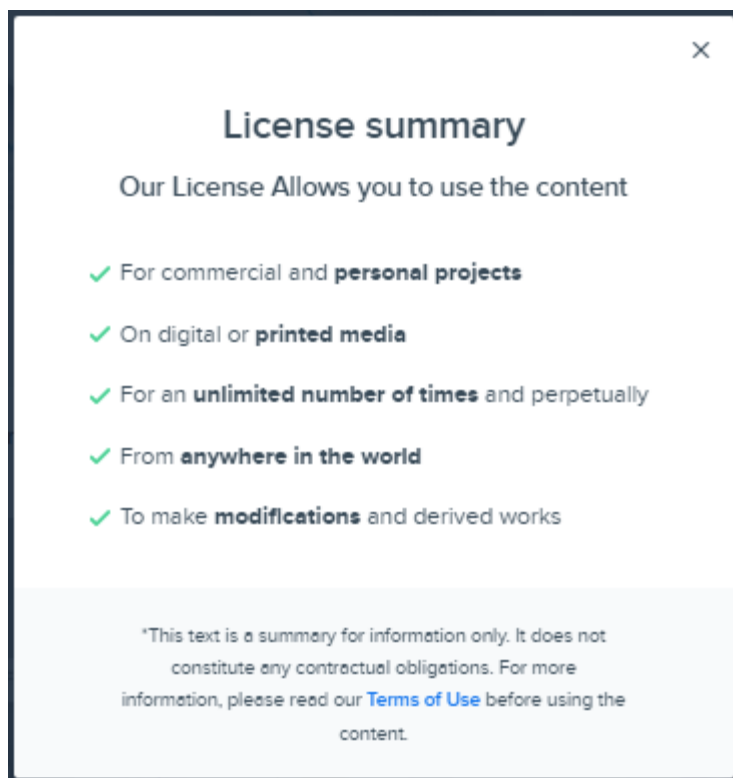 License summary
Our License Allows you to use the content
For commercial and personal projects
On digital or printed media
For an unlimited number of times and perpetually
From anywhere in the world
To make modifications and derived works
*This text is a summary for information only. It does not
constitute any contractual obligations. For more
information, please read our Terms of Use before using the
content.